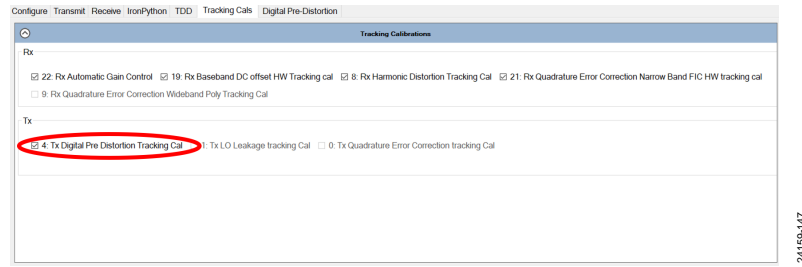 Configure Transmit Receive IronPython TDD Tracking Cals Digital Pre-Distortion
Tracking Calibrations
Rx
22: Rx Automatic Gain Control 19: Rx Baseband DC offset HW Tracking cal 8: Rx Harmonic Distortion Tracking Cal 21: Rx Quadrature Error Correction Narrow Band FIC HW tracking cal
9: Rx Quadrature Error Correction Wideband Poly Tracking Cal
Tx
4: Tx Digital Pre Distortion Tracking Cal 1: Tx LO Leakage tracking Cal 0: Tx Quadrature Error Correction tracking Cal
24159-147